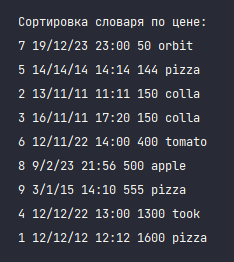 Сортировка словаря по цене:
7 19/12/23 23:00 50 orbit
5 14/14/14 14:14 144 pizza
2 13/11/11 11:11 150 colla
3 16/11/11 17:20 150 colla
6 12/11/22 14:00 400 tomato
8 9/2/23 21:56 500 apple
9 3/1/15 14:10 555 pizza
4 12/12/22 13:00 1300 took
1 12/12/12 12:12 1600 pizza